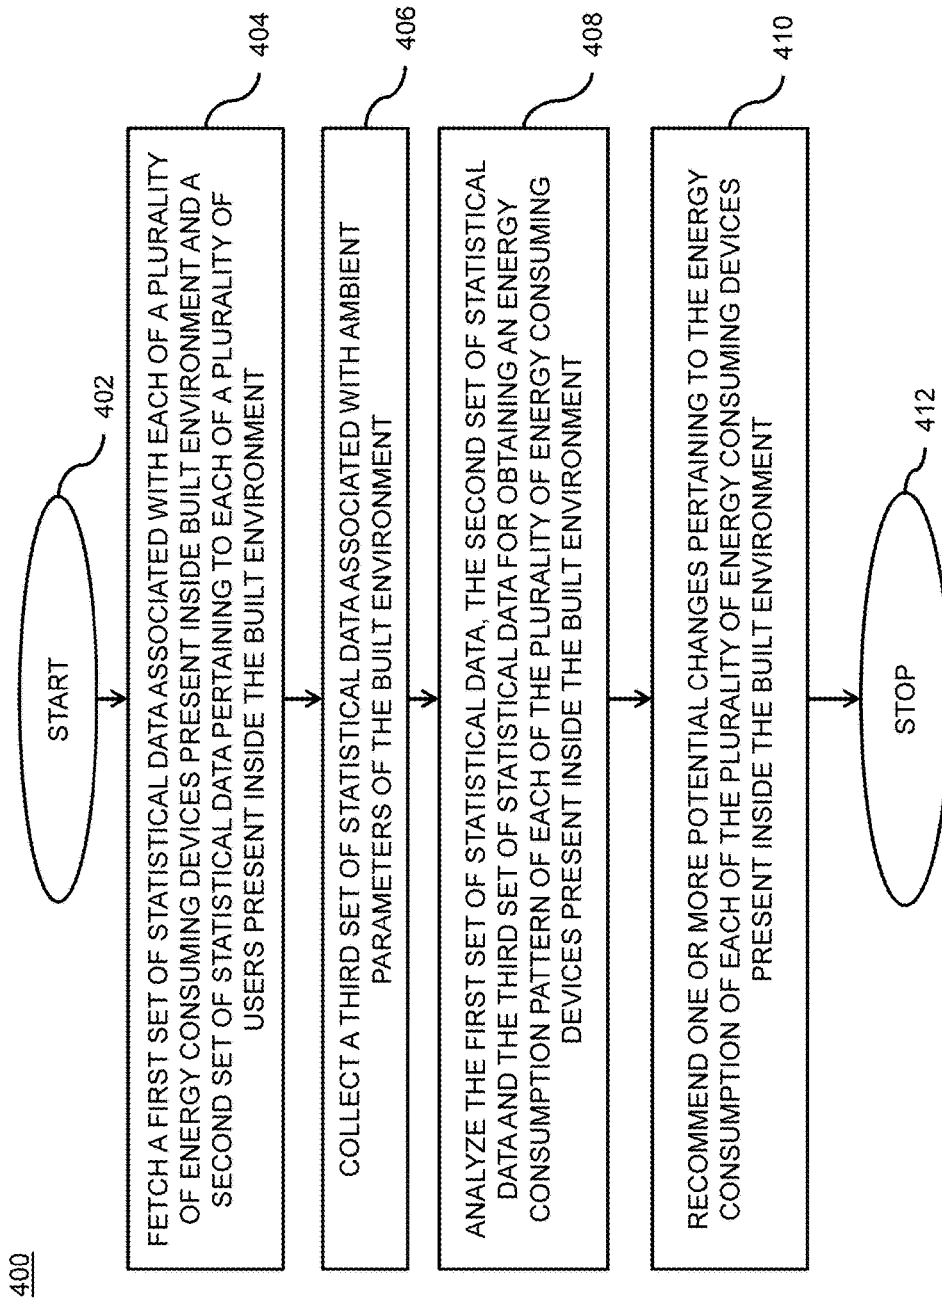 400
START
402
FETCH A FIRST SET OF STATISTICAL DATA ASSOCIATED WITH EACH OF A PLURALITY
OF ENERGY CONSUMING DEVICES PRESENT INSIDE BUILT ENVIRONMENT AND A
SECOND SET OF STATISTICAL DATA PERTAINING TO EACH OF A PLURALITY OF
USERS PRESENT INSIDE THE BUILT ENVIRONMENT
404
COLLECT A THIRD SET OF STATISTICAL DATA ASSOCIATED WITH AMBIENT
PARAMETERS OF THE BUILT ENVIRONMENT
406
ANALYZE THE FIRST SET OF STATISTICAL DATA, THE SECOND SET OF STATISTICAL
DATA AND THE THIRD SET OF STATISTICAL DATA FOR OBTAINING AN ENERGY
CONSUMPTION PATTERN OF EACH OF THE PLURALITY OF ENERGY CONSUMING
DEVICES PRESENT INSIDE THE BUILT ENVIRONMENT
408
RECOMMEND ONE OR MORE POTENTIAL CHANGES PERTAINING TO THE ENERGY
CONSUMPTION OF EACH OF THE PLURALITY OF ENERGY CONSUMING DEVICES
PRESENT INSIDE THE BUILT ENVIRONMENT
410
STOP
412